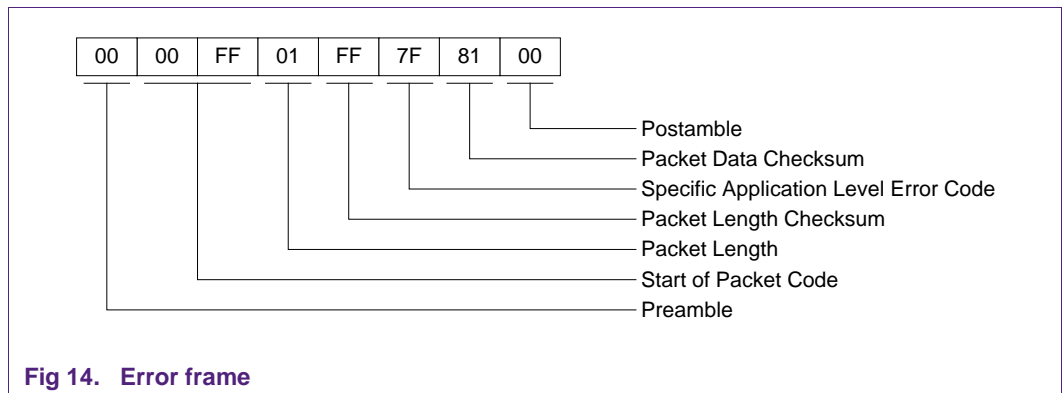 00 00 FF 01 FF 7F 81 00
Postamble
Packet Data Checksum
Specific Application Level Error Code
Packet Length Checksum
Packet Length
Start of Packet Code
Preamble
Fig 14. Error frame